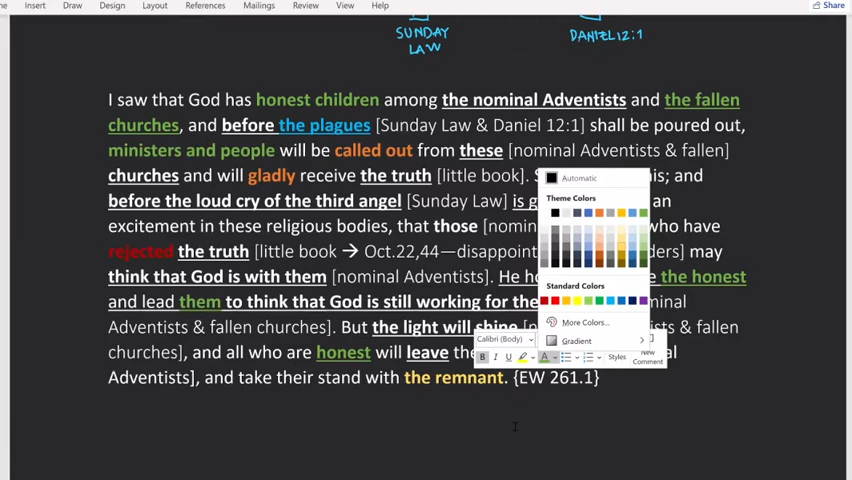 Insert Draw Design Layout References Mailings Review View Help Share
SUNDAY LAW
DANIEL 12:1
I saw that God has honest children among the nominal Adventists and the fallen
churches, and before the plagues [Sunday Law & Daniel 12:1] shall be poured out,
ministers and people will be called out from these [nominal Adventists & fallen]
churches and will gladly receive the truth [little book]. his; and
before the loud cry of the third angel [Sunday Law] is an
excitement in these religious bodies, that those who have
rejected the truth [little book → Oct.22,44—disappoint may
think that God is with them [nominal Adventists]. He the honest
and lead them to think that God is still working for the
Adventists & fallen churches]. But the light will shine & fallen
churches], and all who are honest will leave
Adventists], and take their stand with the remnant. {EW 261.1}
Automatic
Theme Colors
Standard Colors
More Colors...
Gradient
Calibri (Body)
B I U A Styles New
Comment